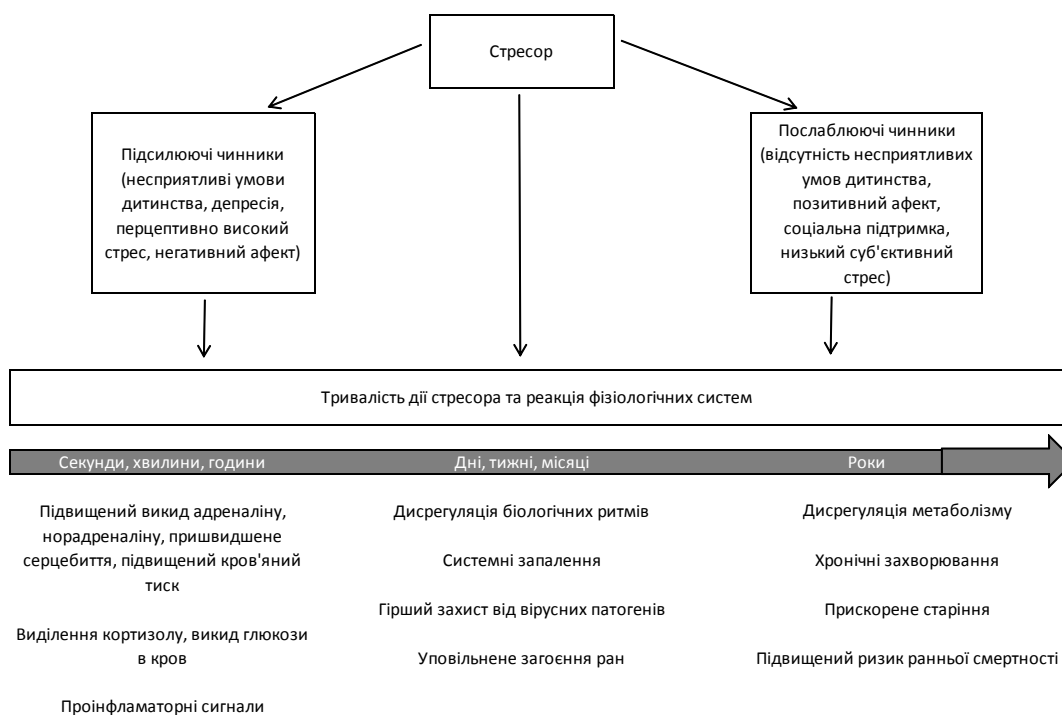 Стресор
Підсилюючі чинники
(несприятливі умови
дитинства, депресія,
перцептивно високий
стрес, негативний афект)
Послаблюючі чинники
(відсутність несприятливих
умов дитинства,
позитивний афект,
соціальна підтримка,
низький суб'єктивний
стрес)
Тривалість дії стресора та реакція фізіологічних систем
Секунди, хвилини, години
Дні, тижні, місяці
Роки
Підвищений викид адреналіну,
норадреналіну, пришвидшене
серцебиття, підвищений кров'яний
тиск
Виділення кортизолу, викид глюкози
в кров
Проінфламаторні сигнали
Дисрегуляція біологічних ритмів
Системні запалення
Гірший захист від вірусних патогенів
Уповільнене загоєння ран
Дисрегуляція метаболізму
Хронічні захворювання
Прискорене старіння
Підвищений ризик ранньої смертності